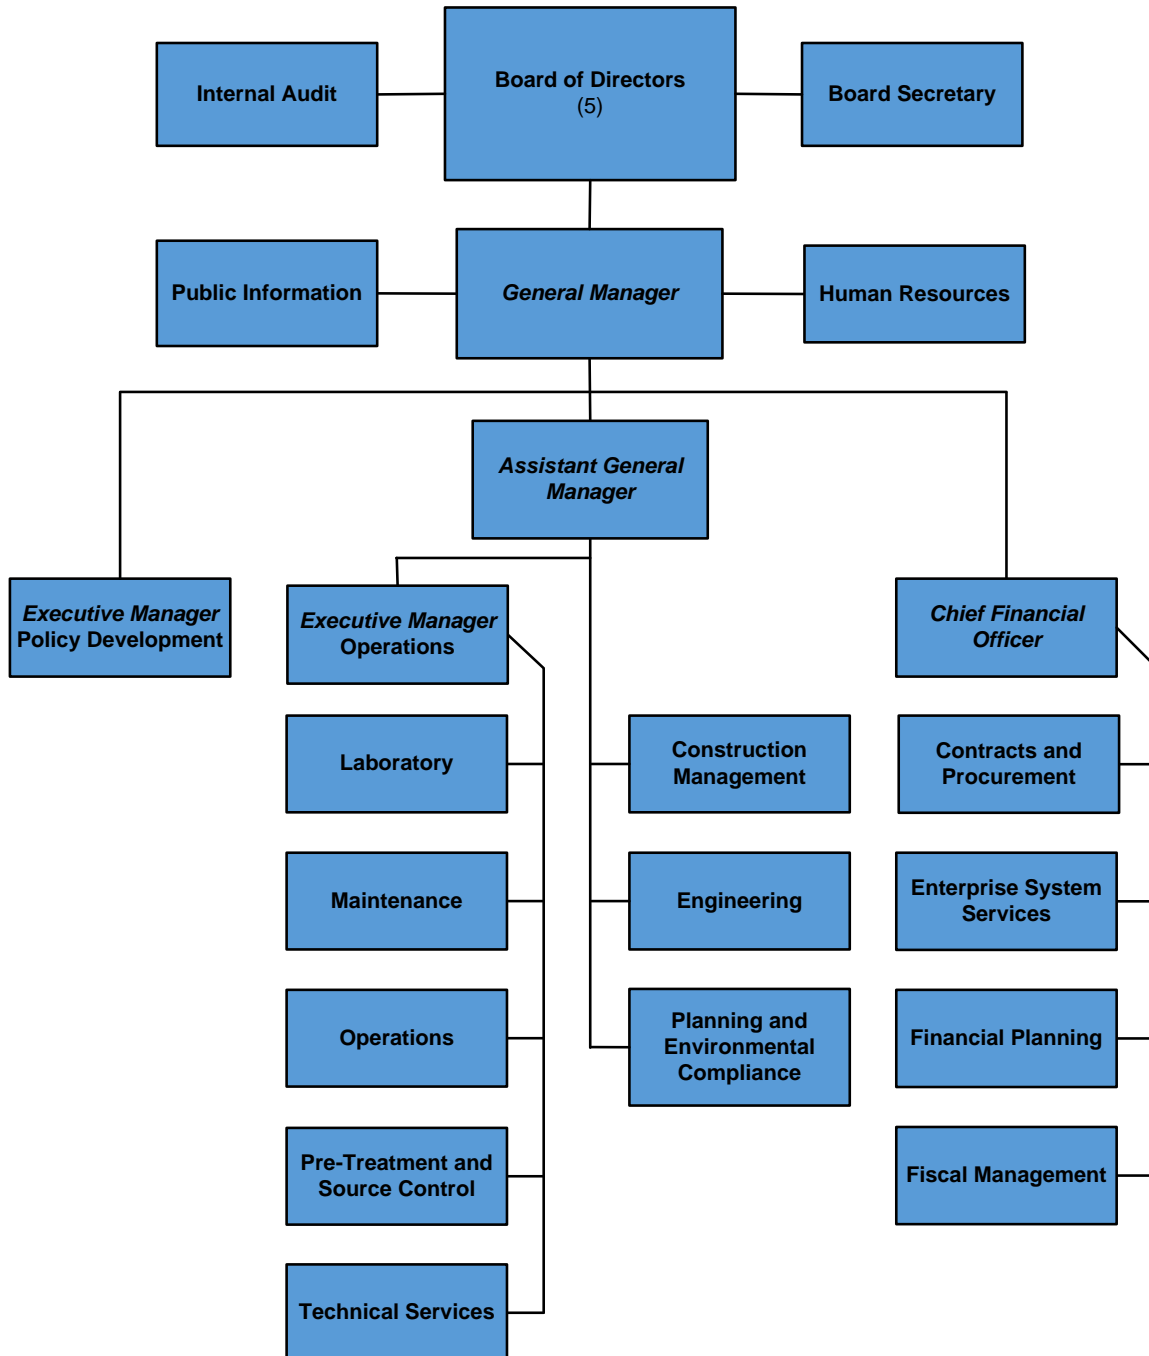 Internal Audit
Board of Directors
(5)
Board Secretary
Public Information
General Manager
Human Resources
Assistant General
Manager
Executive Manager
Policy Development
Executive Manager
Operations
Chief Financial
Officer
Laboratory
Construction
Management
Contracts and
Procurement
Maintenance
Engineering
Enterprise System
Services
Operations
Planning and
Environmental
Compliance
Financial Planning
Pre-Treatment and
Source Control
Fiscal Management
Technical Services